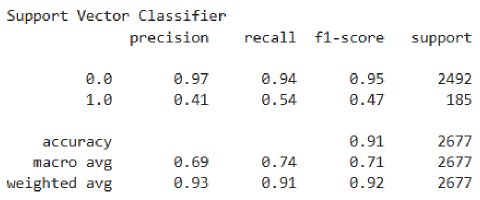 Support Vector Classifier
precision recall f1-score support
0.0 0.97 0.94 0.95 2492
1.0 0.41 0.54 0.47 185
accuracy 0.91 2677
macro avg 0.69 0.74 0.71 2677
weighted avg 0.93 0.91 0.92 2677